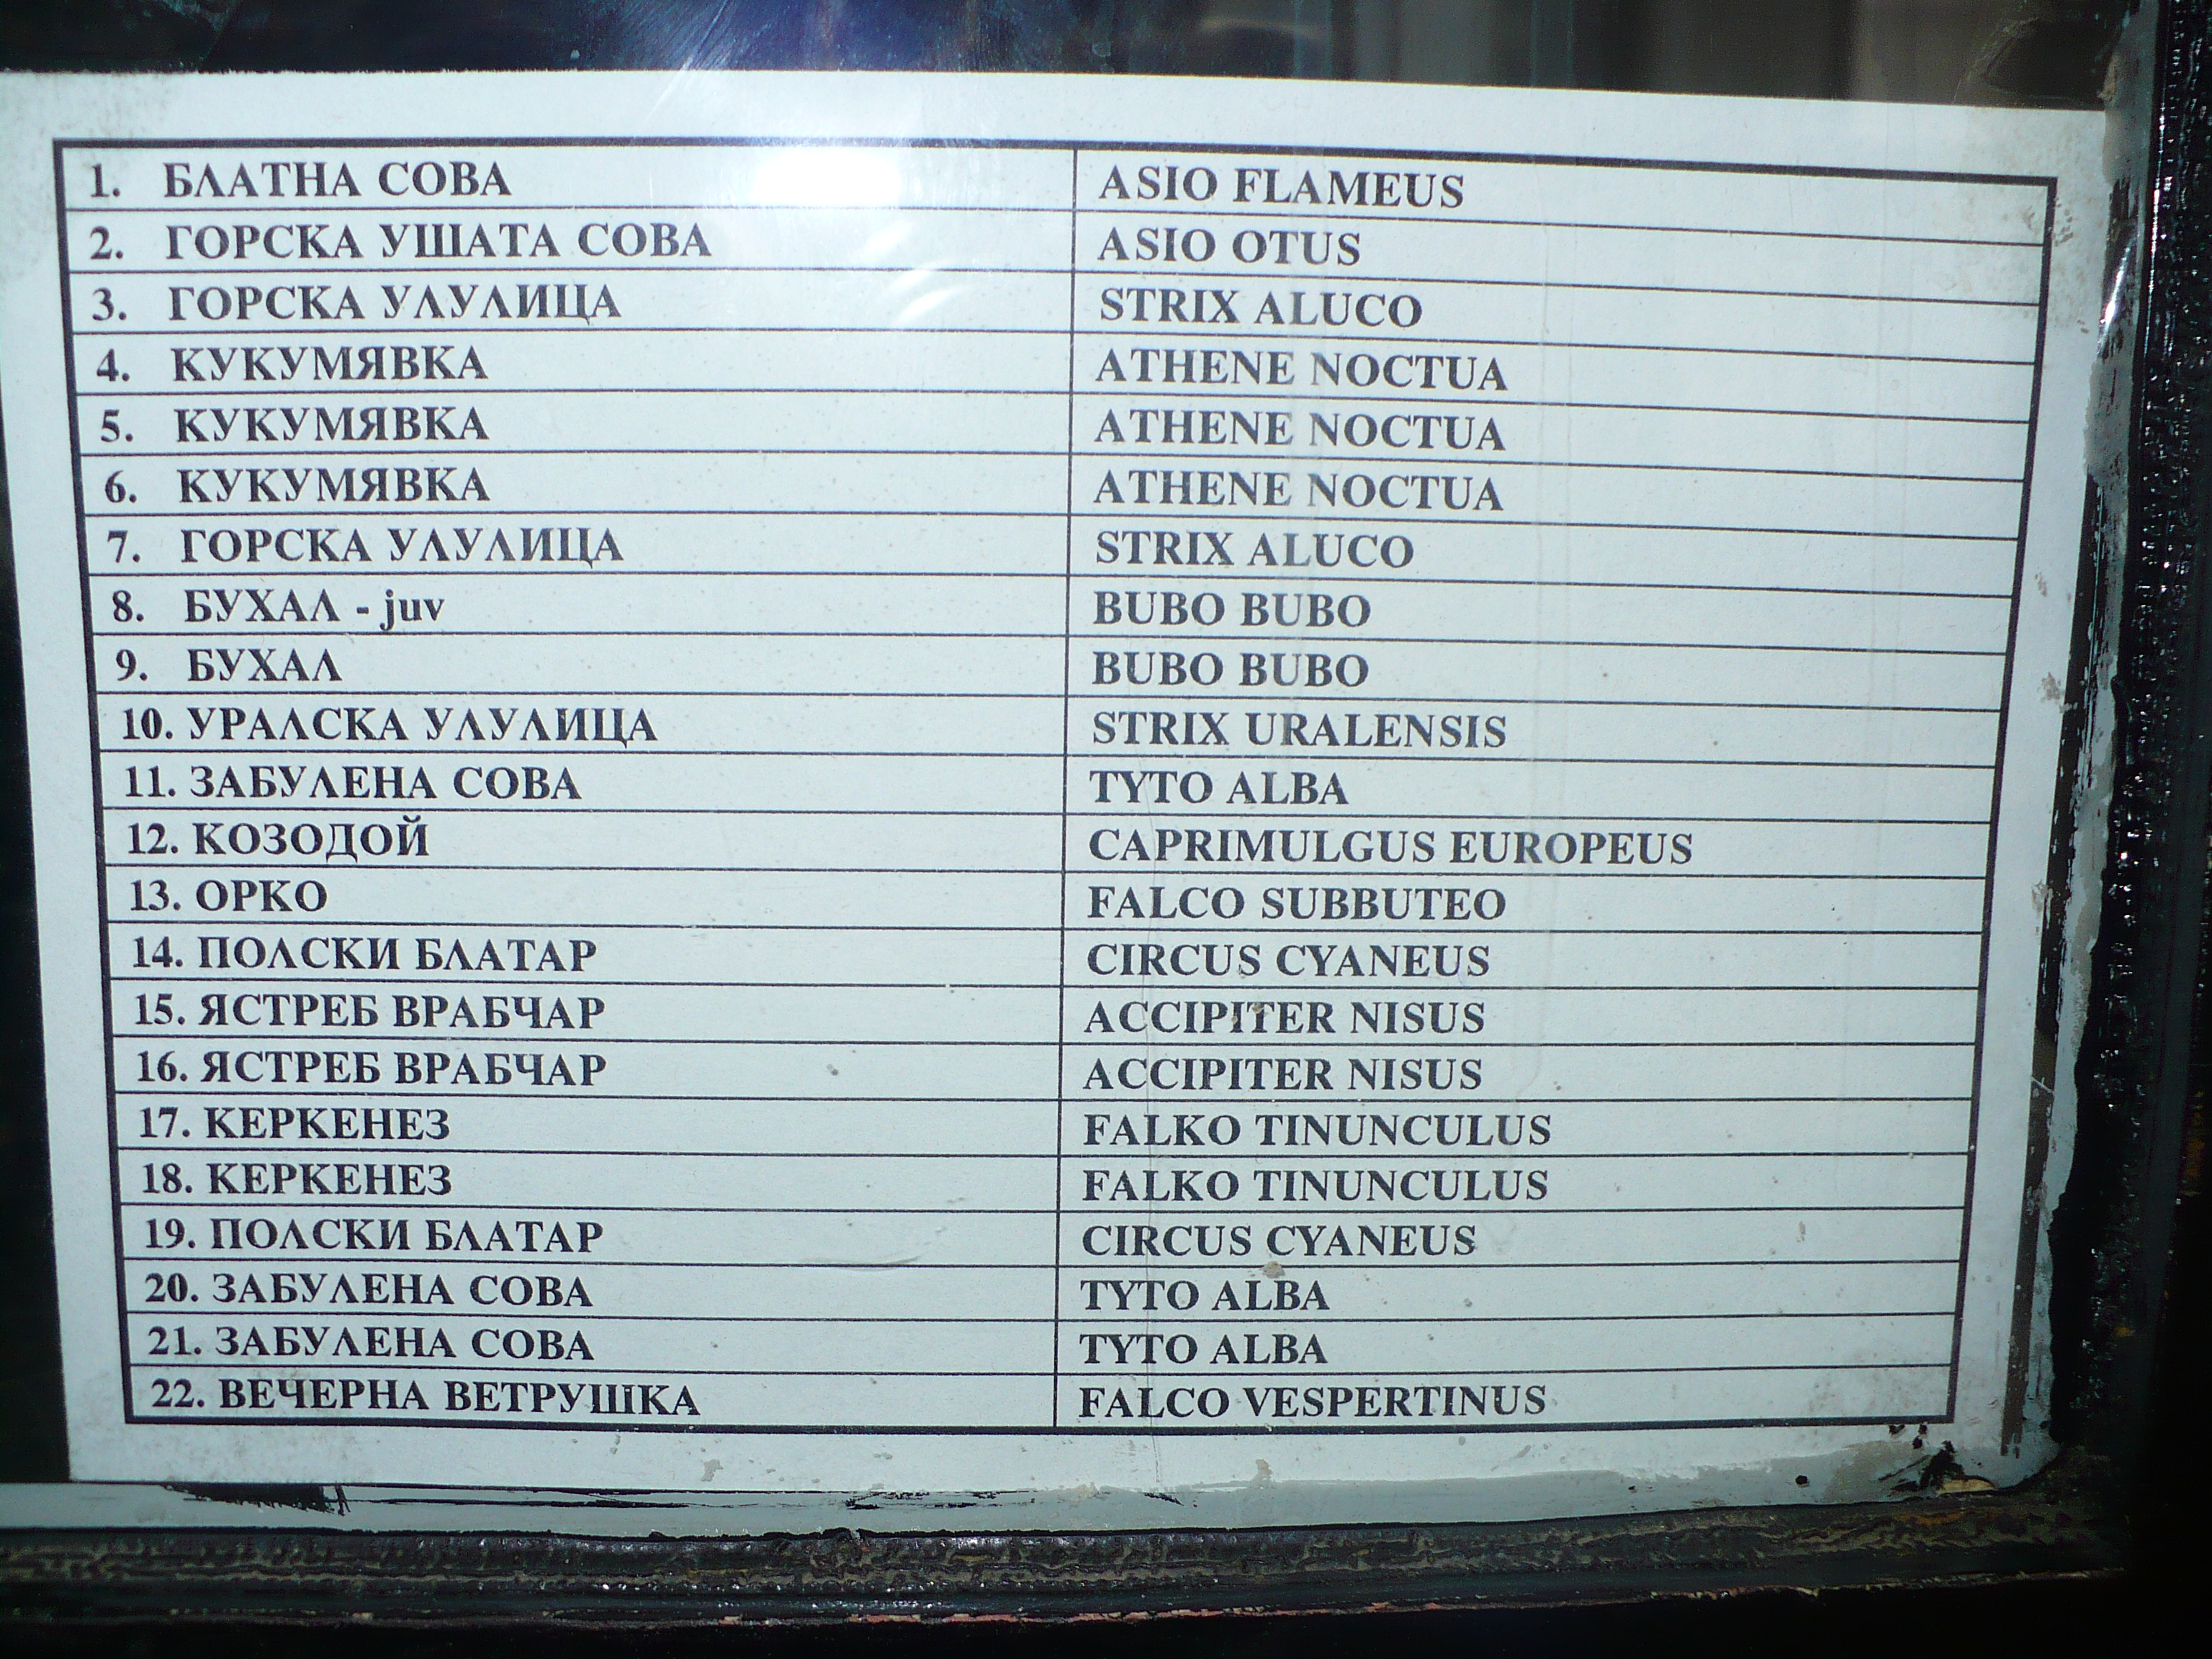 1. БЛАТНА СОВА ASIO FLAMEUS
2. ГОРСКА УШАТА СОВА ASIO OTUS
3. ГОРСКА УЛУЛИЦА STRIX ALUCO
4. КУКУМЯВКА ATHENE NOCTUA
5. КУКУМЯВКА ATHENE NOCTUA
6. КУКУМЯВКА ATHENE NOCTUA
7. ГОРСКА УЛУЛИЦА STRIX ALUCO
8. БУХАЛ - juv BUBO BUBO
9. БУХАЛ BUBO BUBO
10. УРАЛСКА УЛУЛИЦА STRIX URALENSIS
11. ЗАБУЛЕНА СОВА TYTO ALBA
12. КОЗОДОЙ CAPRIMULGUS EUROPEUS
13. ОРКО FALCO SUBBUTEO
14. ПОЛСКИ БЛАТАР CIRCUS CYANEUS
15. ЯСТРЕБ ВРАБЧАР ACCIPITER NISUS
16. ЯСТРЕБ ВРАБЧАР ACCIPITER NISUS
17. КЕРКЕНЕЗ FALKO TINUNCULUS
18. КЕРКЕНЕЗ FALKO TINUNCULUS
19. ПОЛСКИ БЛАТАР CIRCUS CYANEUS
20. ЗАБУЛЕНА СОВА TYTO ALBA
21. ЗАБУЛЕНА СОВА TYTO ALBA
22. ВЕЧЕРНА ВЕТРУШКА FALCO VESPERTINUS